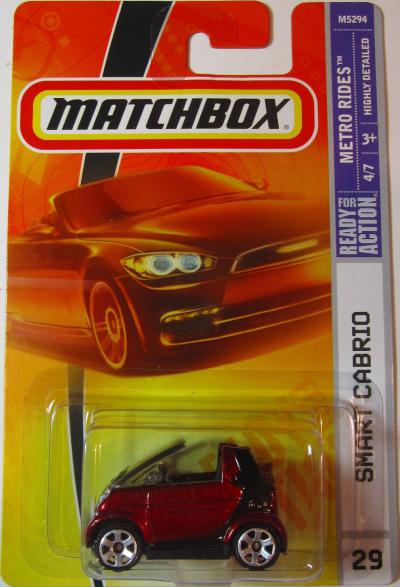 MATCHBOX®
M5294
METRO RIDES™
HIGHLY DETAILED
4/7
3+
READY FOR
ACTION
SMART CABRIO
29